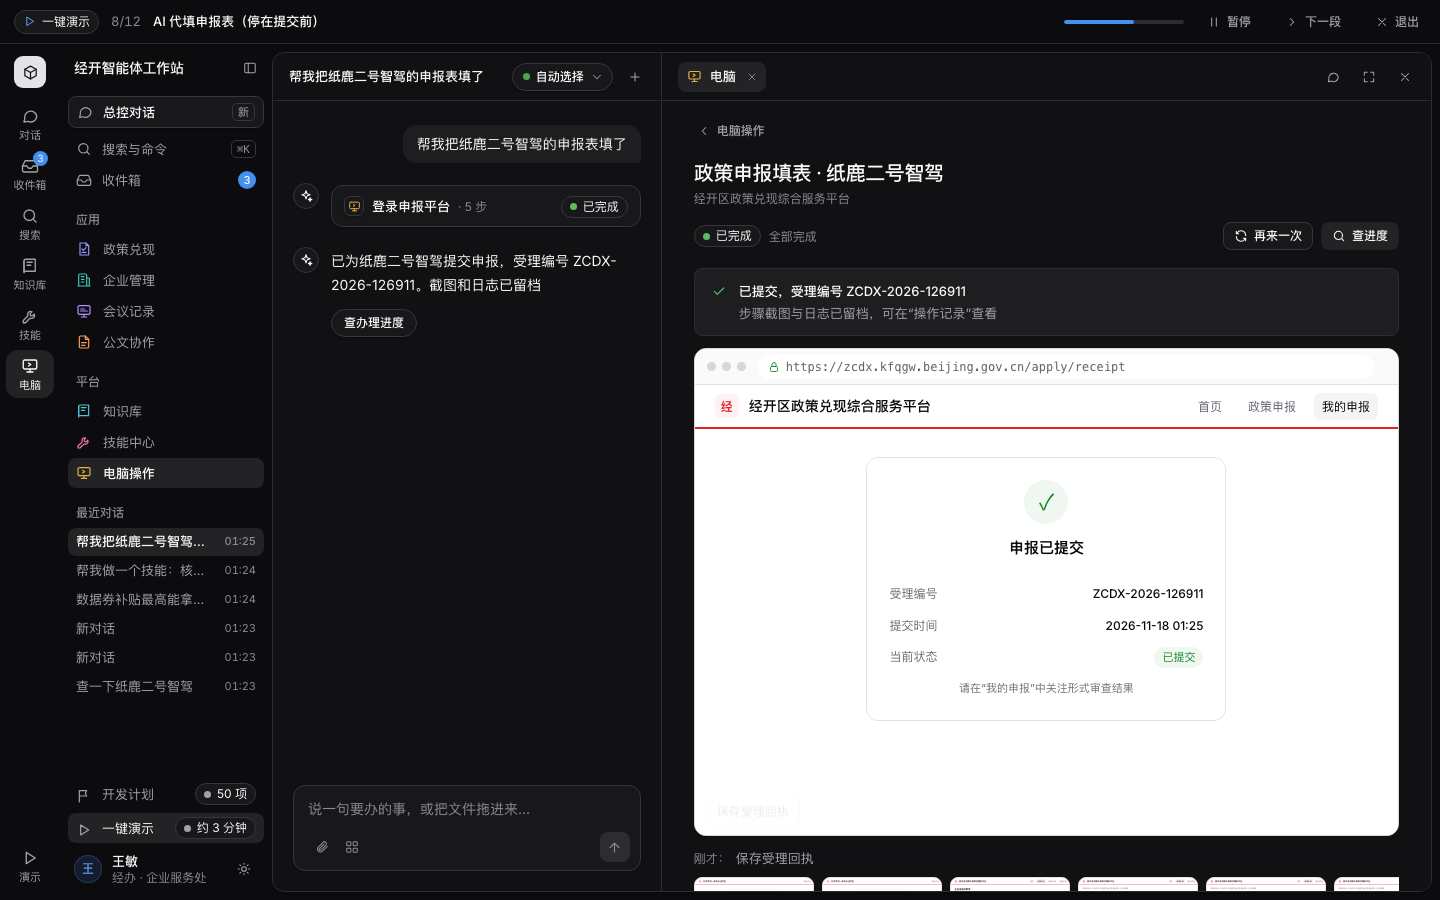 一键演示
8/12 AI 代填申报表（停在提交前）
暂停
下一段
退出
经开智能体工作站
对话
3
收件箱
搜索
知识库
技能
电脑
演示
总控对话 新
搜索与命令 ⌘K
收件箱 3
应用
政策兑现
企业管理
会议记录
公文协作
平台
知识库
技能中心
电脑操作
最近对话
帮我把纸鹿二号智驾... 01:25
帮我做一个技能：核... 01:24
数据券补贴最高能拿... 01:24
新对话 01:23
新对话 01:23
查一下纸鹿二号智驾 01:23
开发计划 50 项
一键演示 约 3 分钟
王
王敏
经办 · 企业服务处
帮我把纸鹿二号智驾的申报表填了
自动选择
帮我把纸鹿二号智驾的申报表填了
登录申报平台 · 5 步 已完成
已为纸鹿二号智驾提交申报，受理编号 ZCDX-
2026-126911。截图和日志已留档
查办理进度
说一句要办的事，或把文件拖进来...
电脑
电脑操作
政策申报填表 · 纸鹿二号智驾
经开区政策兑现综合服务平台
已完成 全部完成
再来一次
查进度
已提交，受理编号 ZCDX-2026-126911
步骤截图与日志已留档，可在“操作记录”查看
https://zcdx.kfqgw.beijing.gov.cn/apply/receipt
经 经开区政策兑现综合服务平台
首页 政策申报 我的申报
申报已提交
受理编号 ZCDX-2026-126911
提交时间 2026-11-18 01:25
当前状态 已提交
请在“我的申报”中关注形式审查结果
保存受理回执
刚才： 保存受理回执